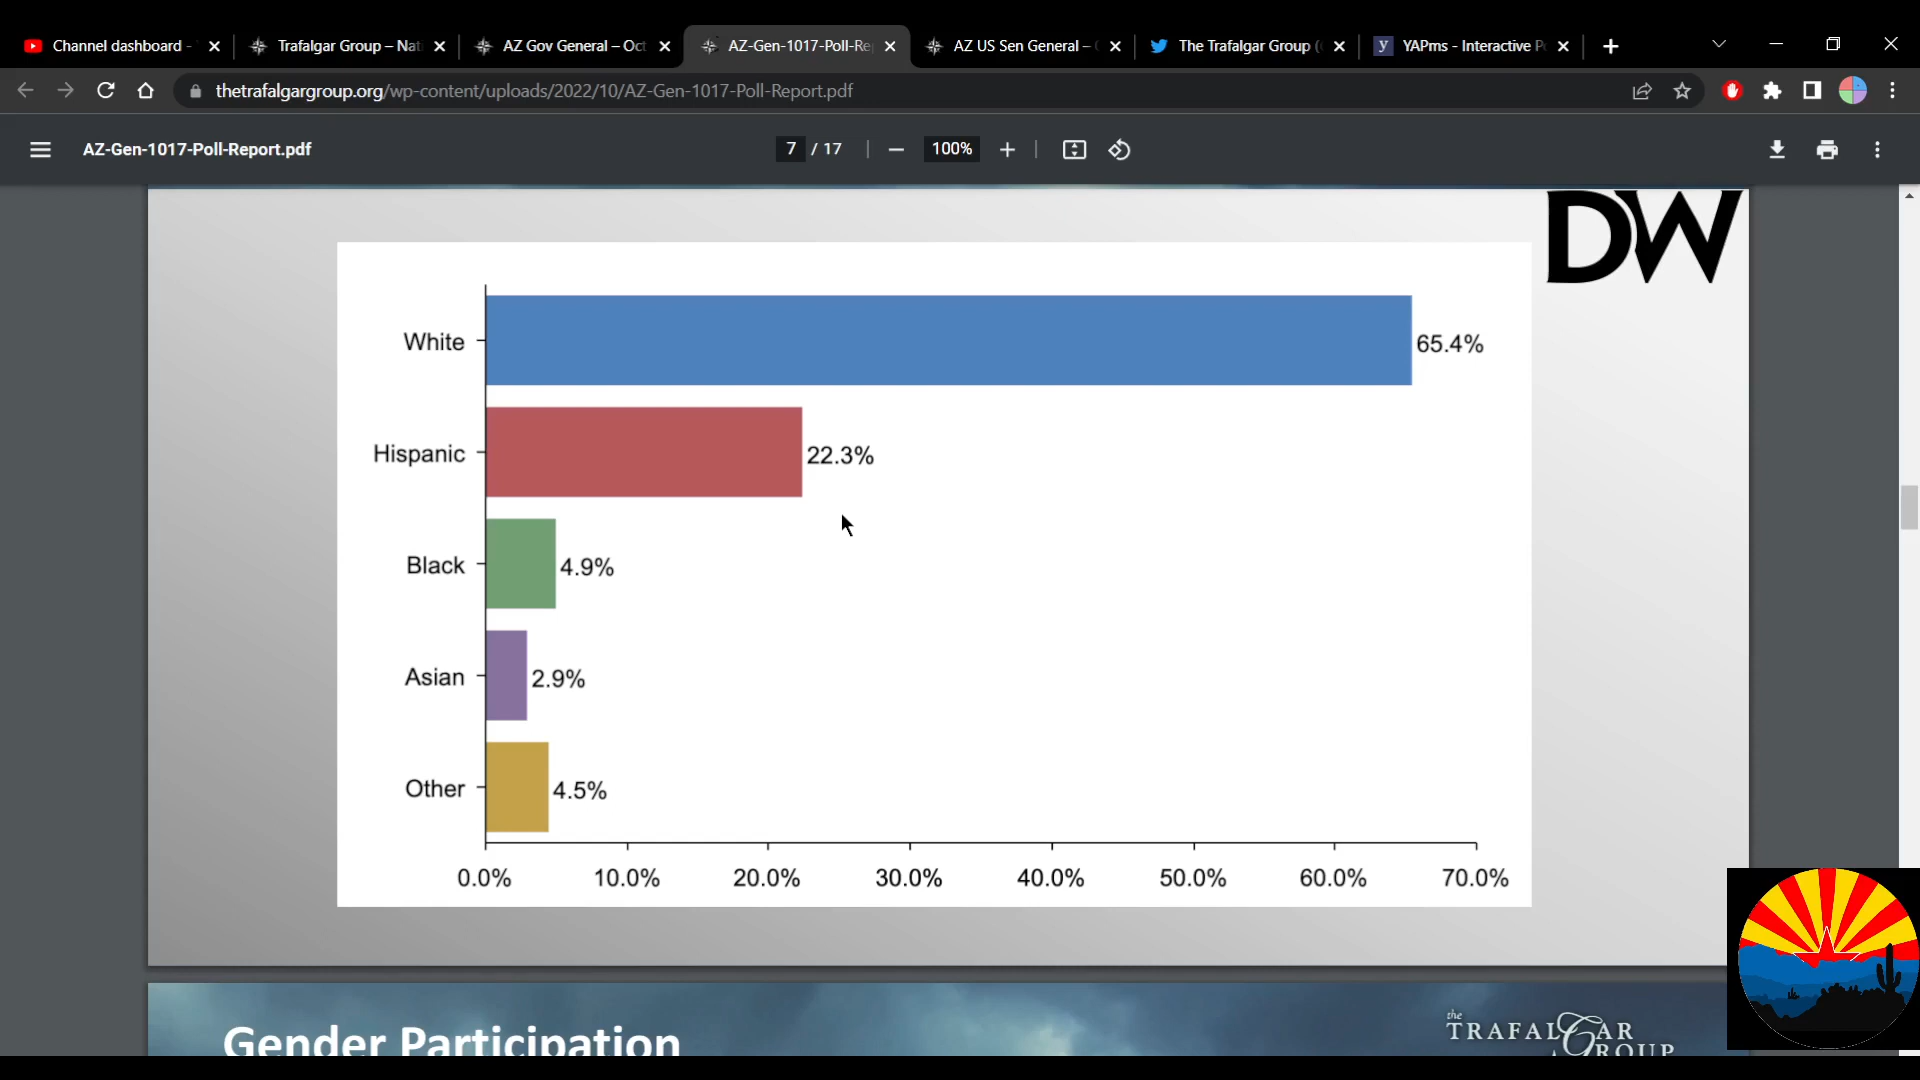 Channel dashboard -
Trafalgar Group – Nat
AZ Gov General – Oct
AZ-Gen-1017-Poll-Re
AZ US Sen General – 
The Trafalgar Group (
YAPms - Interactive P
thetrafalgargroup.org/wp-content/uploads/2022/10/AZ-Gen-1017-Poll-Report.pdf
AZ-Gen-1017-Poll-Report.pdf
7 / 17
100%
DW
White
65.4%
Hispanic
22.3%
Black
4.9%
Asian
2.9%
Other
4.5%
0.0% 10.0% 20.0% 30.0% 40.0% 50.0% 60.0% 70.0%
Gender Participation
the
TRAFALGAR
GROUP